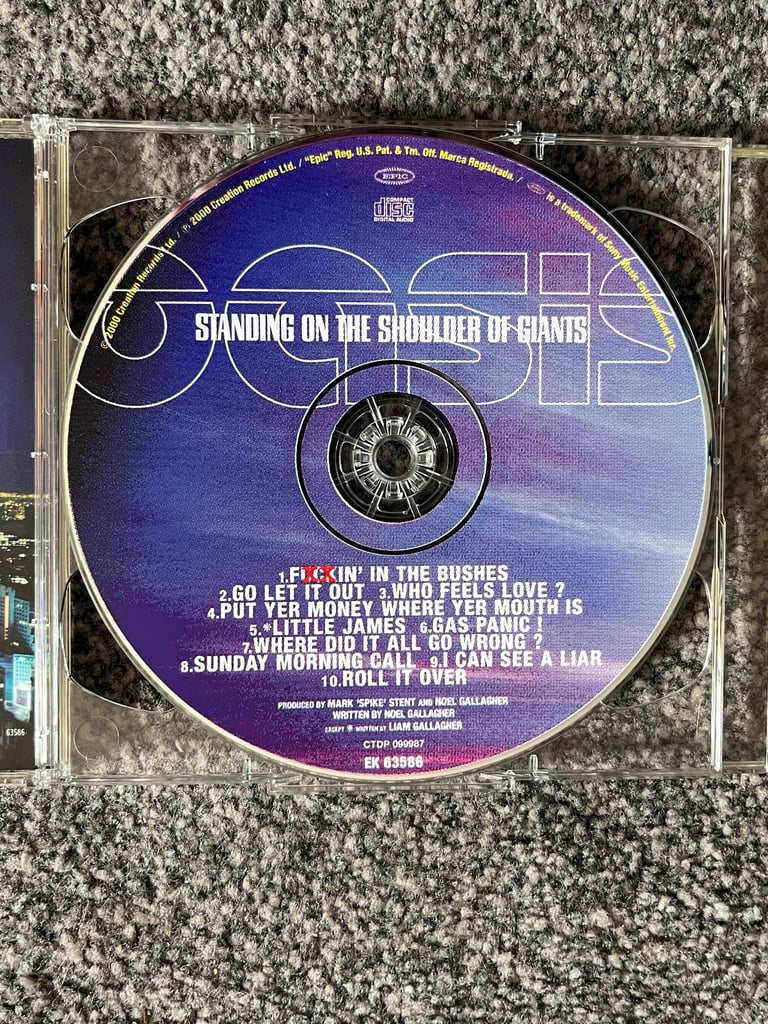 ℗ 2000 Creation Records Ltd. / © 2000 Creation Records Ltd. / "Epic" Reg. U.S. Pat. & Tm. Off. Marca Registrada. / is a trademark of Sony Music Entertainment Inc.
EPIC
COMPACT
disc
DIGITAL AUDIO
oasis
STANDING ON THE SHOULDER OF GIANTS
1.FXXKIN' IN THE BUSHES
2.GO LET IT OUT 3.WHO FEELS LOVE ?
4.PUT YER MONEY WHERE YER MOUTH IS
5.*LITTLE JAMES 6.GAS PANIC !
7.WHERE DID IT ALL GO WRONG ?
8.SUNDAY MORNING CALL 9.I CAN SEE A LIAR
10.ROLL IT OVER
PRODUCED BY MARK 'SPIKE' STENT AND NOEL GALLAGHER
WRITTEN BY NOEL GALLAGHER
EXCEPT * WRITTEN BY LIAM GALLAGHER
CTDP 099987
EK 63586
63586